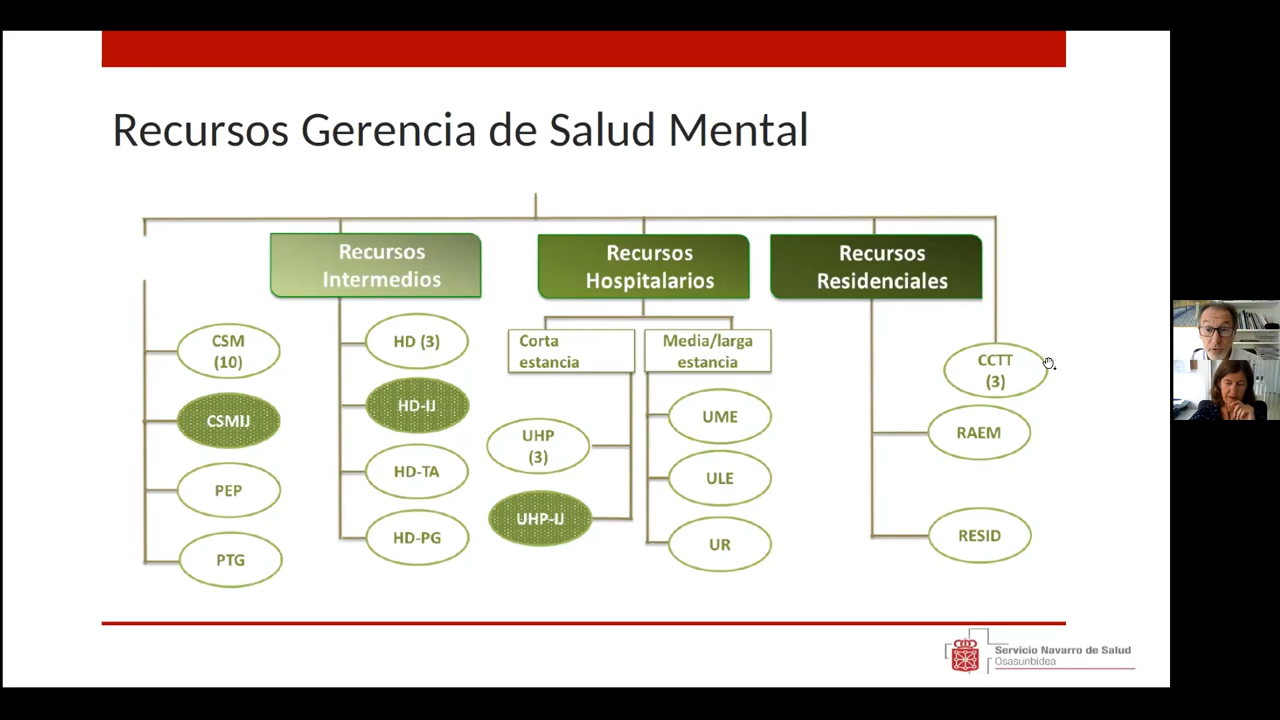 Recursos Gerencia de Salud Mental
Recursos
Intermedios
Recursos
Hospitalarios
Recursos
Residenciales
CSM
(10)
CSMIJ
PEP
PTG
HD (3)
HD-IJ
HD-TA
HD-PG
Corta
estancia
Media/larga
estancia
UHP
(3)
UHP-IJ
UME
ULE
UR
CCTT
(3)
RAEM
RESID
Servicio Navarro de Salud
Osasunbidea